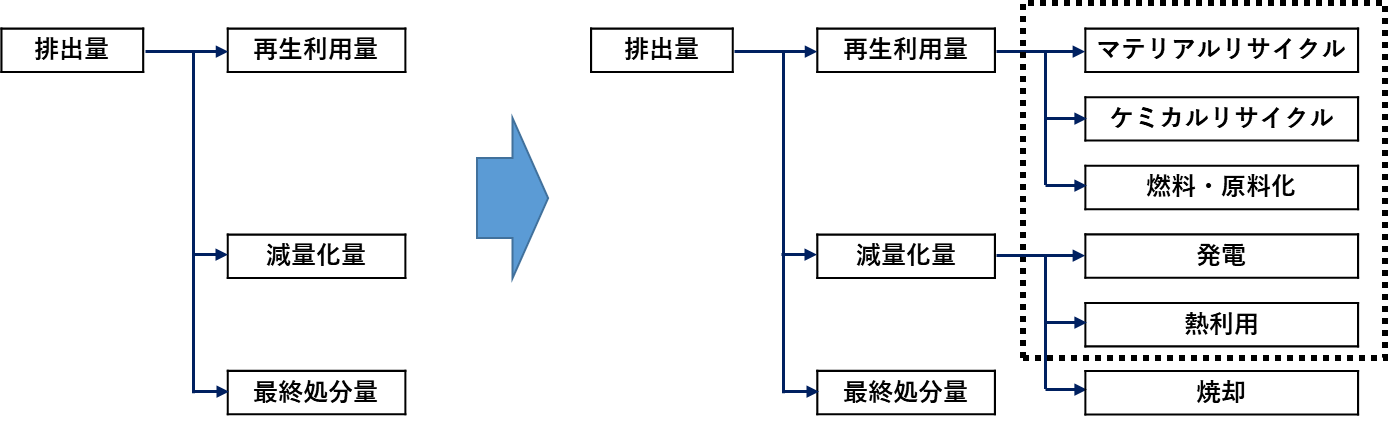 排出量
再生利用量
減量化量
最終処分量
排出量
再生利用量
減量化量
最終処分量
マテリアルリサイクル
ケミカルリサイクル
燃料・原料化
発電
熱利用
焼却